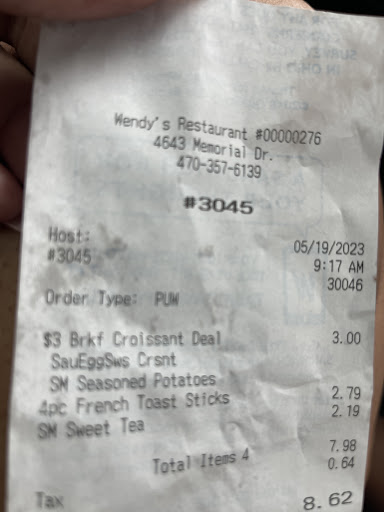 Wendy's Restaurant #00000276
4643 Memorial Dr.
470-357-6139
#3045
Host: 05/19/2023
#3045 9:17 AM
30046
Order Type: PUW
$3 Brkf Croissant Deal 3.00
SauEggSws Crsnt
SM Seasoned Potatoes
4pc French Toast Sticks 2.79
SM Sweet Tea 2.19
7.98
Total Items 4 0.64
Tax
8.62